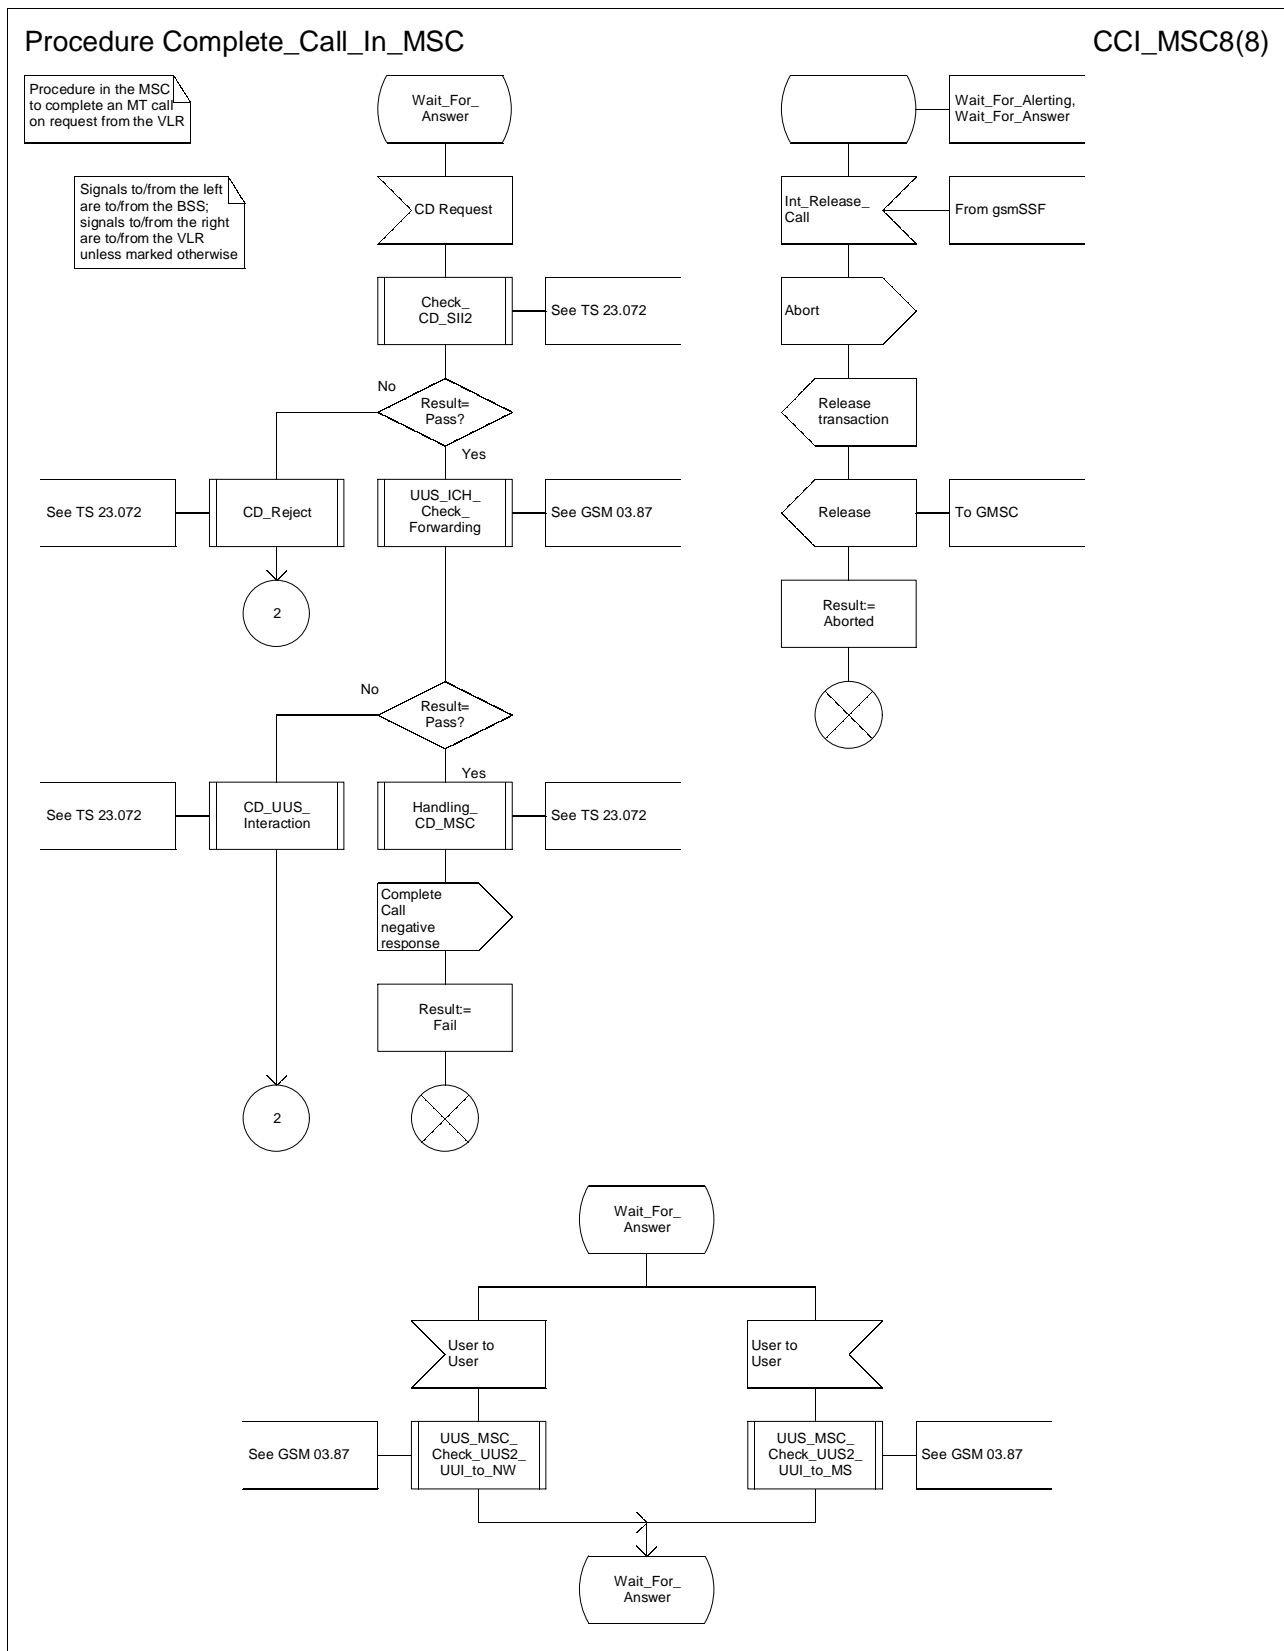 Procedure Complete_Call_In_MSC
CCI_MSC8(8)
Procedure in the MSC
to complete an MT call
on request from the VLR
Signals to/from the left
are to/from the BSS;
signals to/from the right
are to/from the VLR
unless marked otherwise
Wait_For_
Answer
CD Request
Check_
CD_SII2
See TS 23.072
No
Result=
Pass?
Yes
See TS 23.072
CD_Reject
UUS_ICH_
Check_
Forwarding
See GSM 03.87
2
No
Result=
Pass?
Yes
See TS 23.072
CD_UUS_
Interaction
Handling_
CD_MSC
See TS 23.072
Complete
Call
negative
response
Result:=
Fail
2
Wait_For_Alerting,
Wait_For_Answer
Int_Release_
Call
From gsmSSF
Abort
Release
transaction
Release
To GMSC
Result:=
Aborted
Wait_For_
Answer
User to
User
User to
User
See GSM 03.87
UUS_MSC_
Check_UUS2_
UUI_to_NW
UUS_MSC_
Check_UUS2_
UUI_to_MS
See GSM 03.87
Wait_For_
Answer